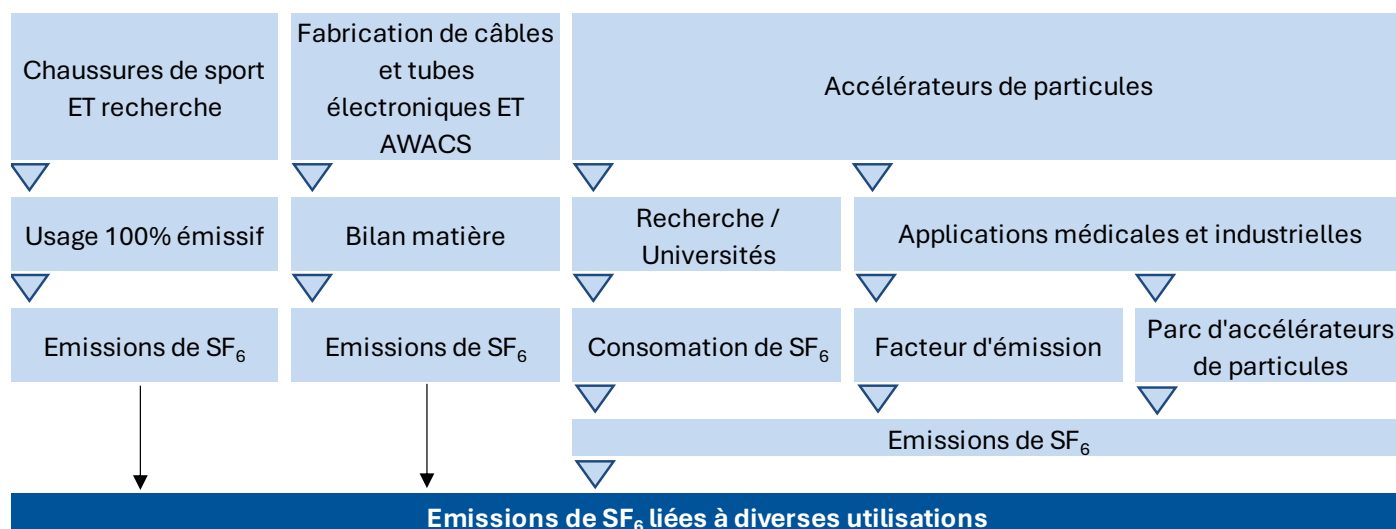 Chaussures de sport
ET recherche
Fabrication de câbles
et tubes
électroniques ET
AWACS
Accélérateurs de particules
Usage 100% émissif
Bilan matière
Recherche /
Universités
Applications médicales et industrielles
Emissions de SF₆
Emissions de SF₆
Consomation de SF₆
Facteur d'émission
Parc d'accélérateurs
de particules
Emissions de SF₆
Emissions de SF₆ liées à diverses utilisations